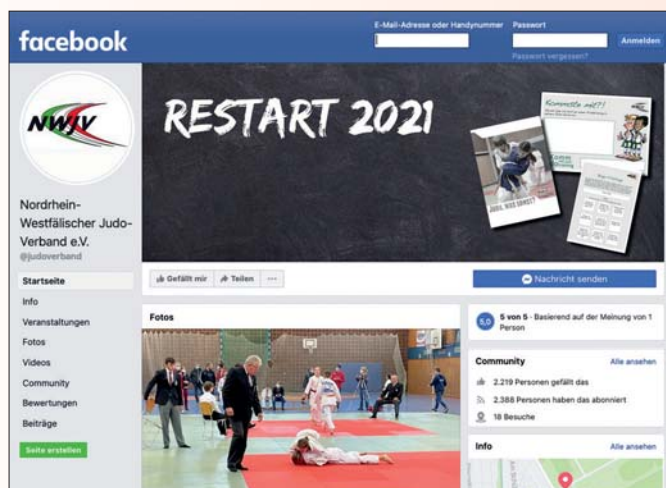 facebook
E-Mail-Adresse oder Handynummer
Passwort
Anmelden
Passwort vergessen?
NWJV
RESTART 2021
Kommste mit?!
JUDO, WAS SONST?
Nordrhein-
Westfälischer Judo-
Verband e.V.
@judoverband
Startseite
Info
Veranstaltungen
Fotos
Videos
Community
Bewertungen
Beiträge
Seite erstellen
Gefällt mir
Teilen
...
Nachricht senden
Fotos
5,0
5 von 5 · Basierend auf der Meinung von 1
Person
Community
Alle ansehen
2.219 Personen gefällt das
2.388 Personen haben das abonniert
18 Besuche
Info
Alle ansehen